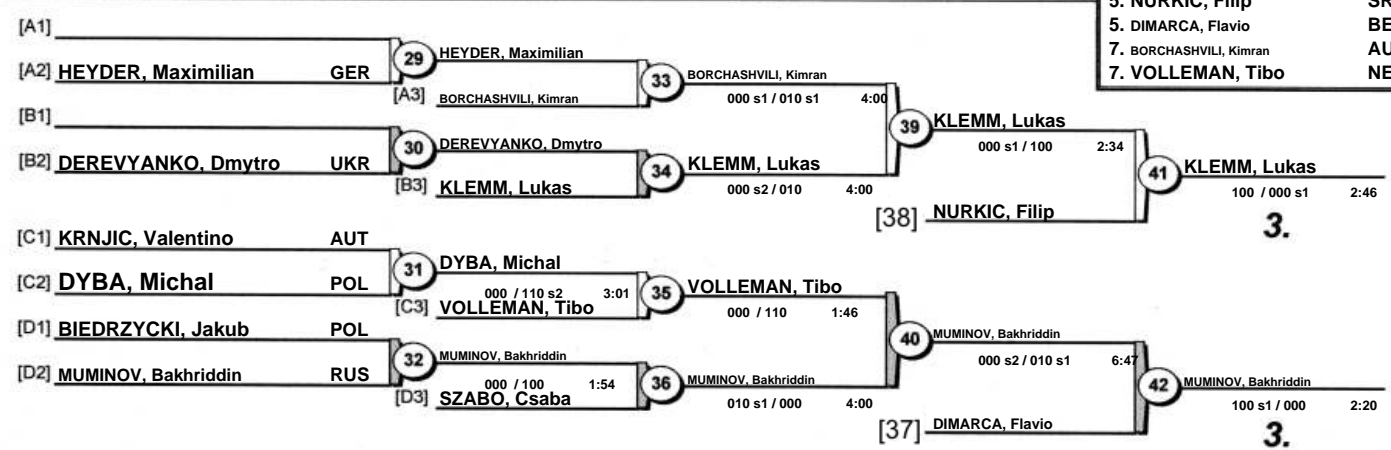 5. NURKIC, Filip
5. DIMARCA, Flavio BE
7. BORCHASHVILI, Kimran AU
7. VOLLEMAN, Tibo NE
[A1]
[A2] HEYDER, Maximilian GER
29
HEYDER, Maximilian
[A3] BORCHASHVILI, Kimran
33
BORCHASHVILI, Kimran
000 s1 / 010 s1 4:00
[B1]
[B2] DEREVYANKO, Dmytro UKR
30
DEREVYANKO, Dmytro
[B3] KLEMM, Lukas
34
KLEMM, Lukas
000 s2 / 010 4:00
39
KLEMM, Lukas
000 s1 / 100 2:34
[38] NURKIC, Filip
41
KLEMM, Lukas
100 / 000 s1 2:46
3.
[C1] KRNJIC, Valentino AUT
[C2] DYBA, Michal POL
31
DYBA, Michal
000 / 110 s2 3:01
[C3] VOLLEMAN, Tibo
35
VOLLEMAN, Tibo
000 / 110 1:46
[D1] BIEDRZYCKI, Jakub POL
[D2] MUMINOV, Bakhriddin RUS
32
MUMINOV, Bakhriddin
000 / 100 1:54
[D3] SZABO, Csaba
36
MUMINOV, Bakhriddin
010 s1 / 000 4:00
40
MUMINOV, Bakhriddin
000 s2 / 010 s1 6:47
[37] DIMARCA, Flavio
42
MUMINOV, Bakhriddin
100 s1 / 000 2:20
3.